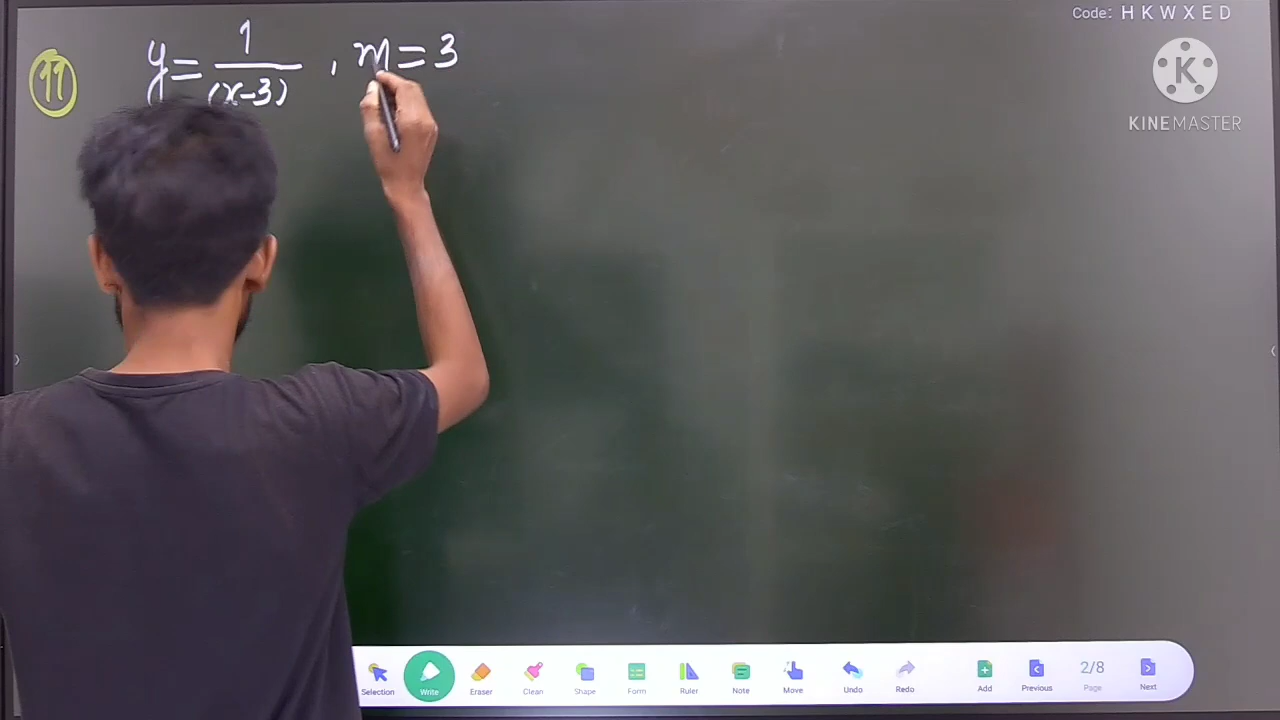 Code: HKWXED
KINEMASTER
11 y = 1/(x-3) , m = 3
Selection Write Eraser Clean Shape Form Ruler Note Move Undo Redo Add Previous 2/8 Page Next